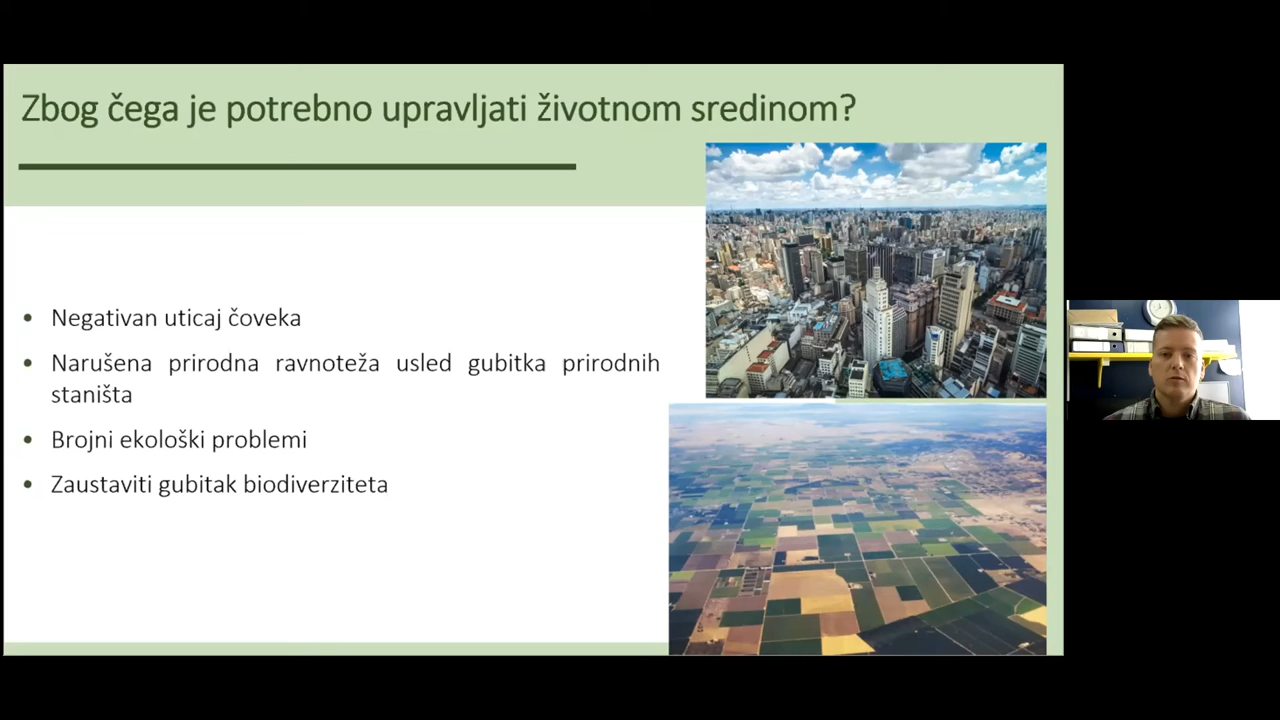 Zbog čega je potrebno upravljati životnom sredinom?
• Negativan uticaj čoveka
• Narušena prirodna ravnoteža usled gubitka prirodnih
staništa
• Brojni ekološki problemi
• Zaustaviti gubitak biodiverziteta